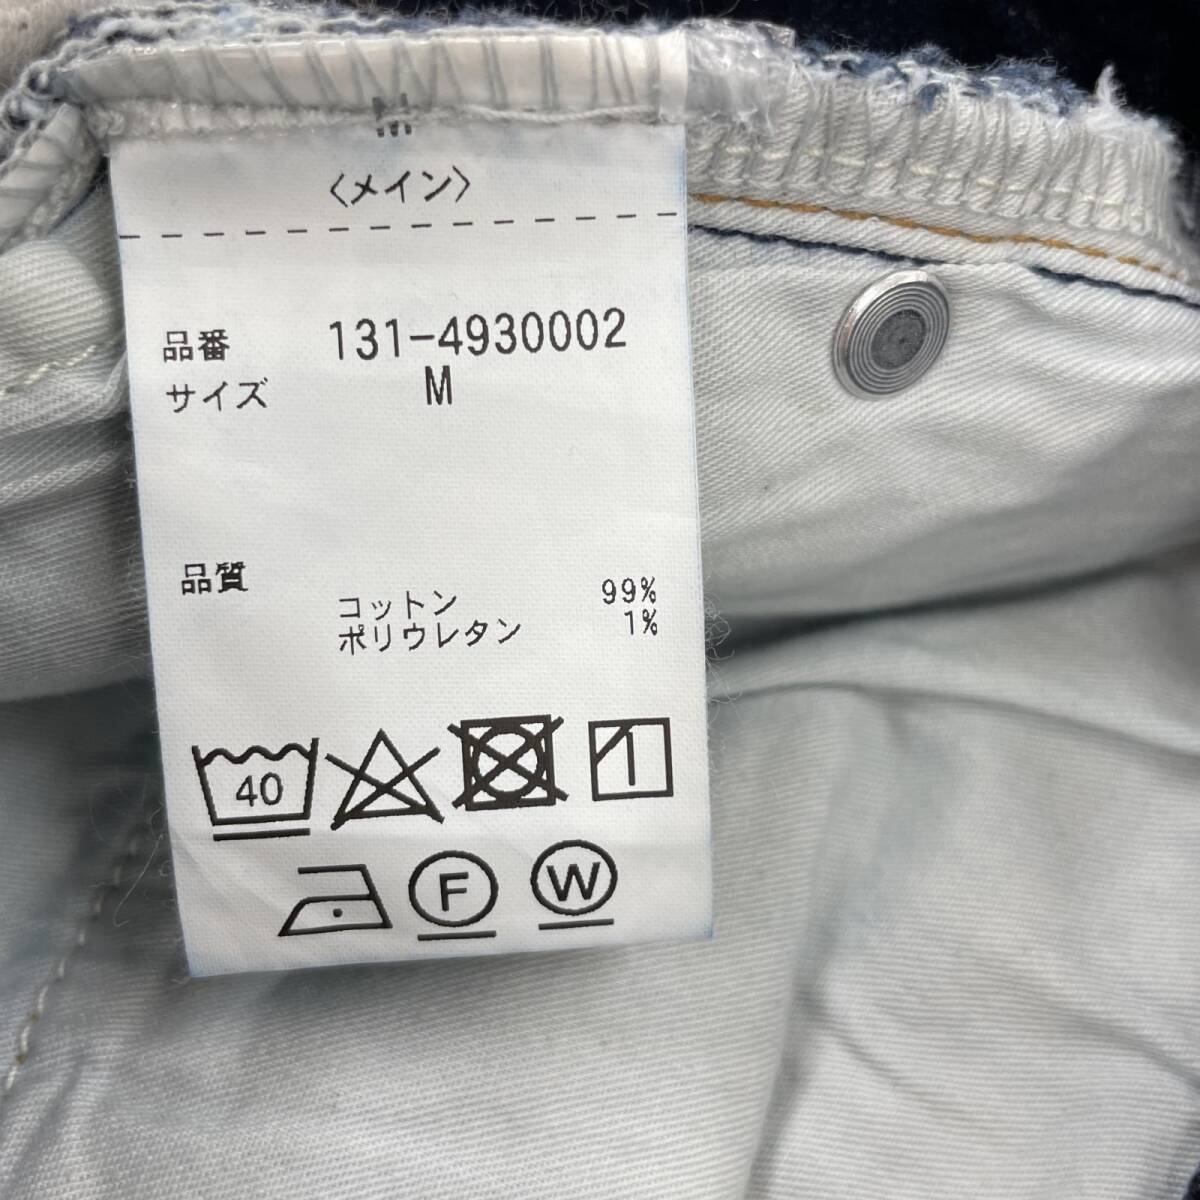 M
〈メイン〉
品番 131-4930002
サイズ M
品質
コットン 99%
ポリウレタン 1%
40
F W